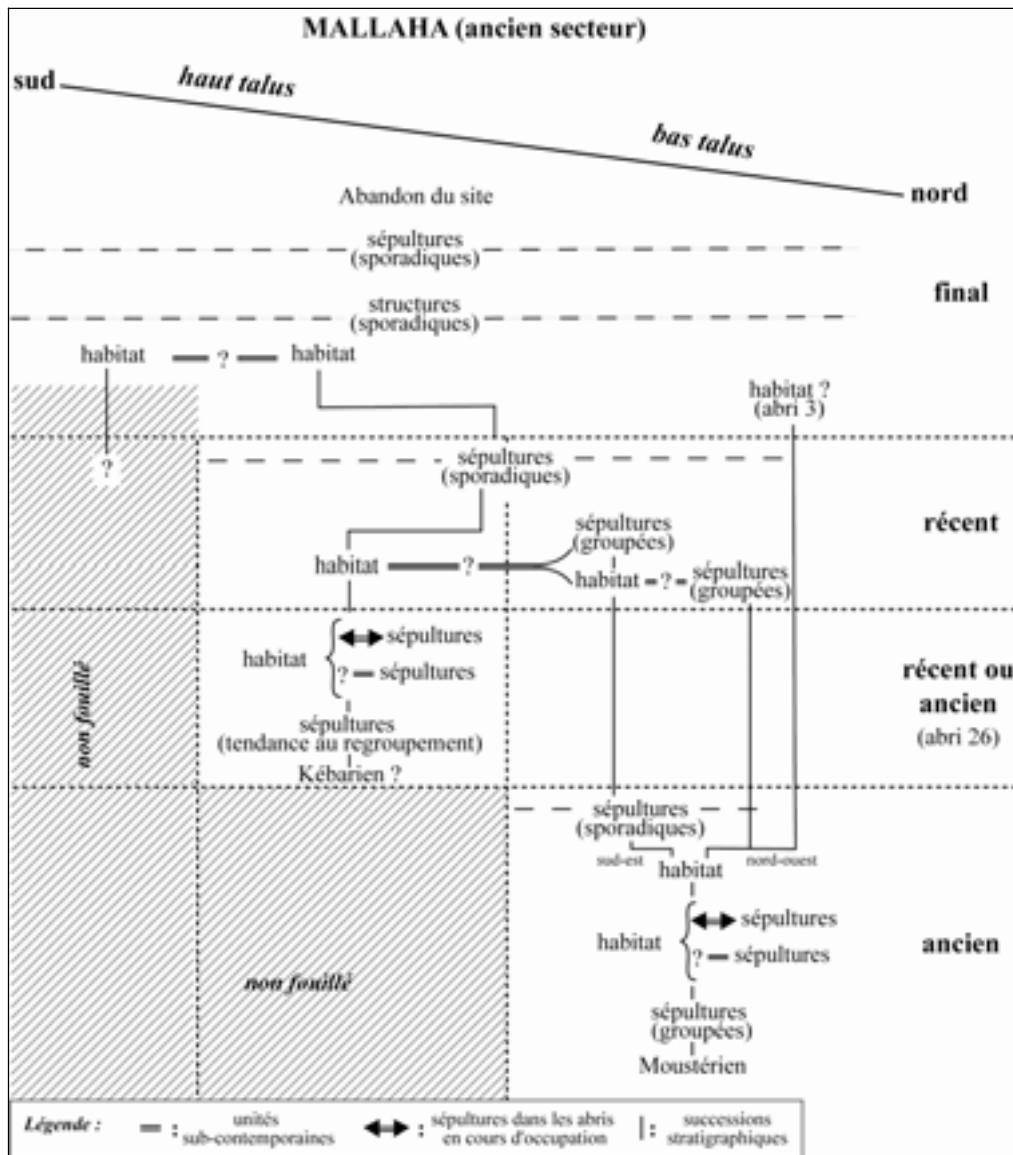 MALLAHA (ancien secteur)
sud
haut talus
bas talus
nord
Abandon du site
sépultures
(sporadiques)
final
structures
(sporadiques)
habitat ? habitat
habitat ?
(abri 3)
?
sépultures
(sporadiques)
récent
sépultures
(groupées)
habitat ? habitat ? sépultures
(groupées)
non fouillé
habitat
sépultures
? sépultures
récent ou
ancien
(abri 26)
sépultures
(tendance au regroupement)
Kébarien ?
sépultures
(sporadiques)
sud-est
nord-ouest
habitat
habitat
sépultures
? sépultures
ancien
non fouillé
sépultures
(groupées)
Moustérien
Légende :
: unités
sub-contemporaines
: sépultures dans les abris
en cours d'occupation
: successions
stratigraphiques